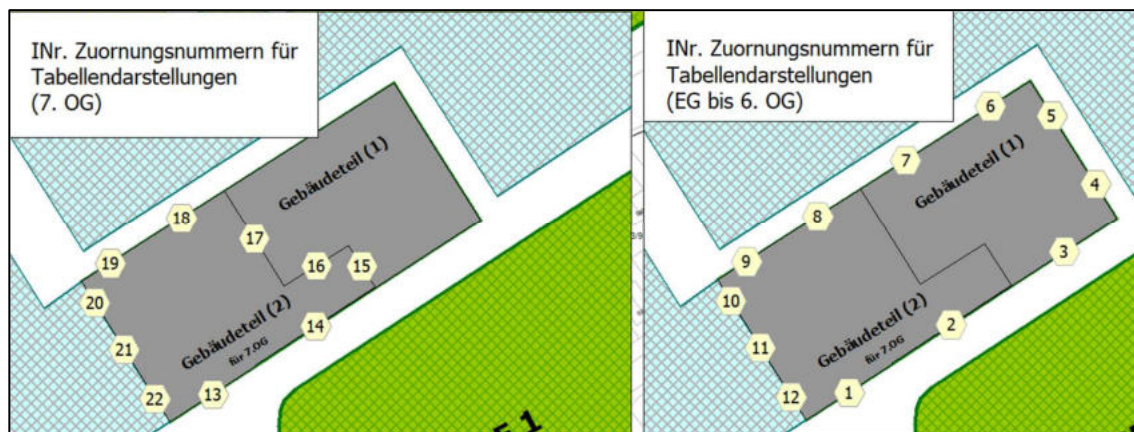 INr. Zuornungsnummern für
Tabellendarstellungen
(7. OG)
18
19
17
20
16
15
21
14
22
13
Gebäudeteil (1)
Gebäudeteil (2)
für 7.OG
INr. Zuornungsnummern für
Tabellendarstellungen
(EG bis 6. OG)
6
5
7
4
8
3
9
10
2
11
12
1
Gebäudeteil (1)
Gebäudeteil (2)
für 7.OG